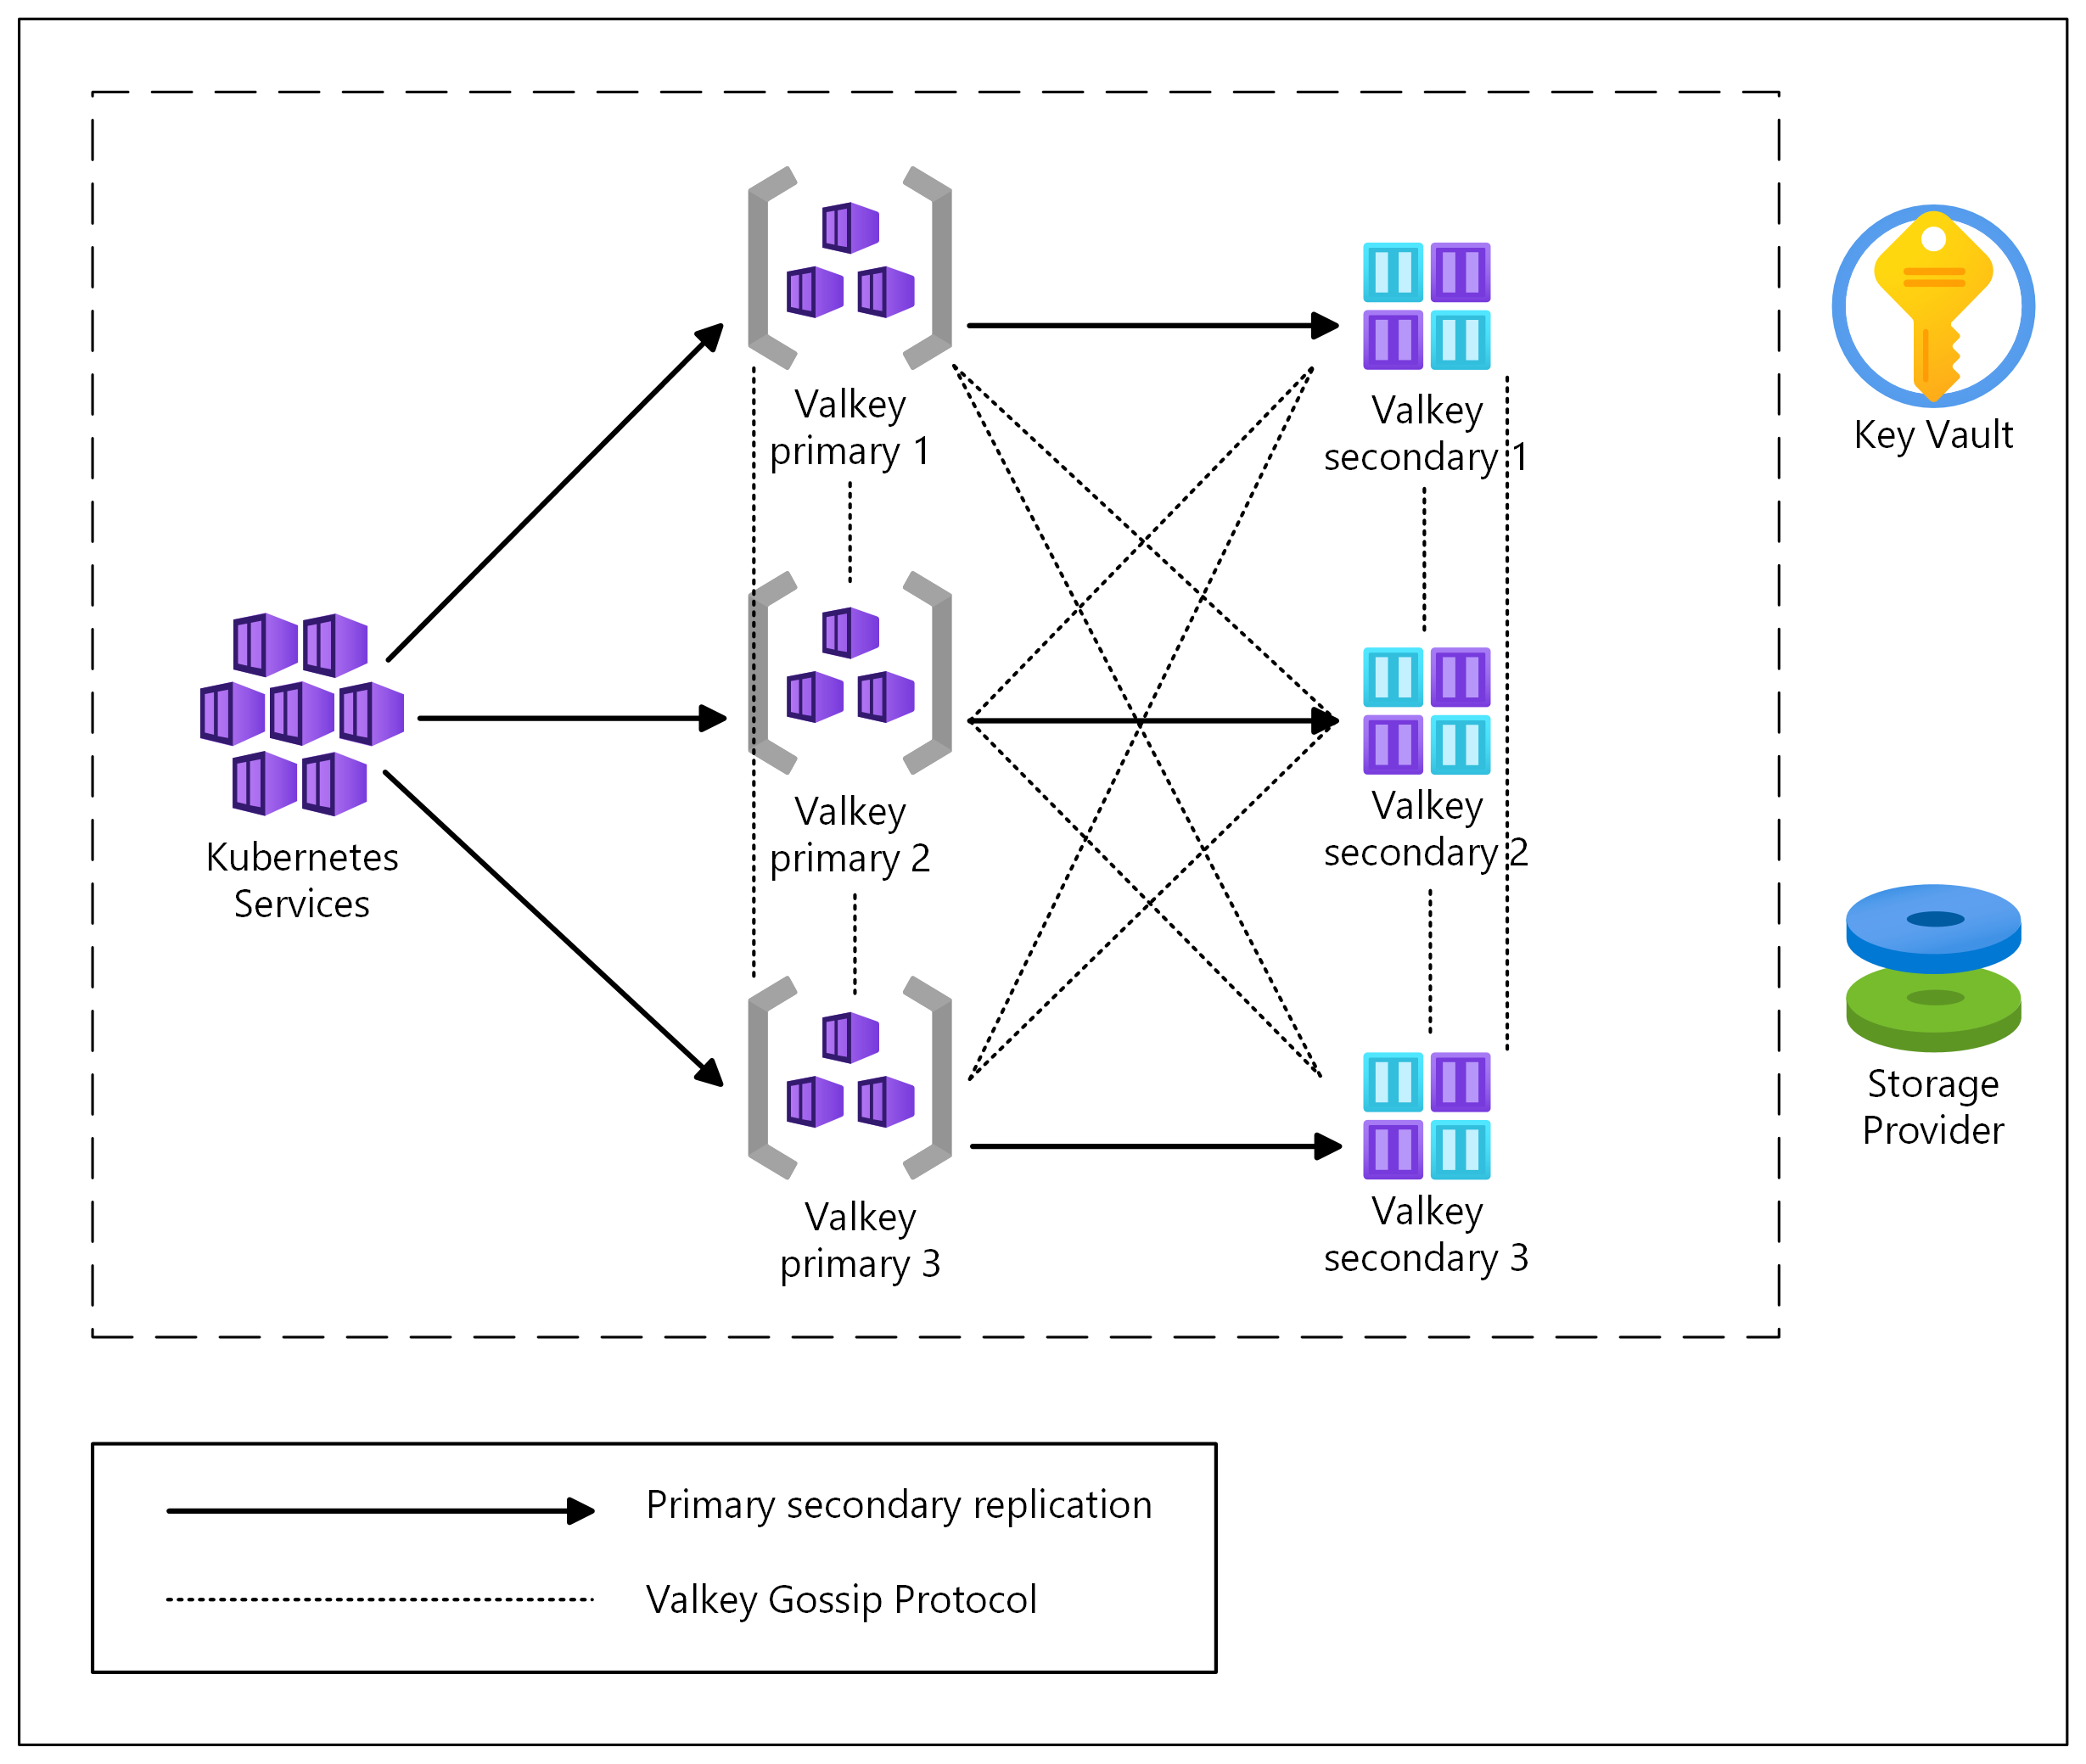 Valkey
primary 1
Valkey
secondary 1
Key Vault
Kubernetes
Services
Valkey
primary 2
Valkey
secondary 2
Storage
Provider
Valkey
primary 3
Valkey
secondary 3
Primary secondary replication
Valkey Gossip Protocol